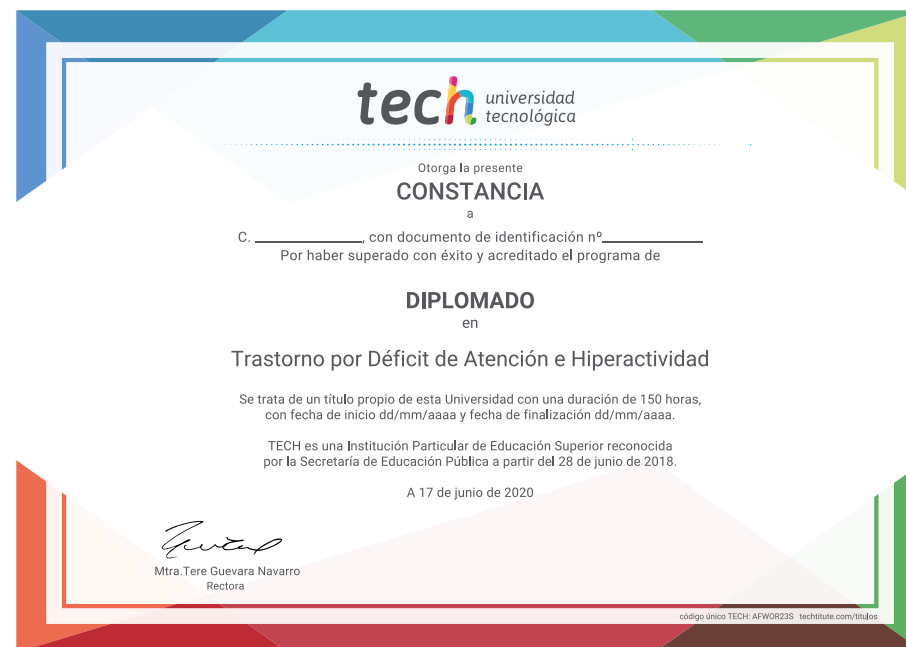 tech universidad
tecnológica
Otorga la presente
CONSTANCIA
a
C. ____________, con documento de identificación nº____________
Por haber superado con éxito y acreditado el programa de
DIPLOMADO
en
Trastorno por Déficit de Atención e Hiperactividad
Se trata de un título propio de esta Universidad con una duración de 150 horas,
con fecha de inicio dd/mm/aaaa y fecha de finalización dd/mm/aaaa.
TECH es una Institución Particular de Educación Superior reconocida
por la Secretaría de Educación Pública a partir del 28 de junio de 2018.
A 17 de junio de 2020
Mtra.Tere Guevara Navarro
Rectora
código único TECH: AFWOR23S techtitute.com/titulos